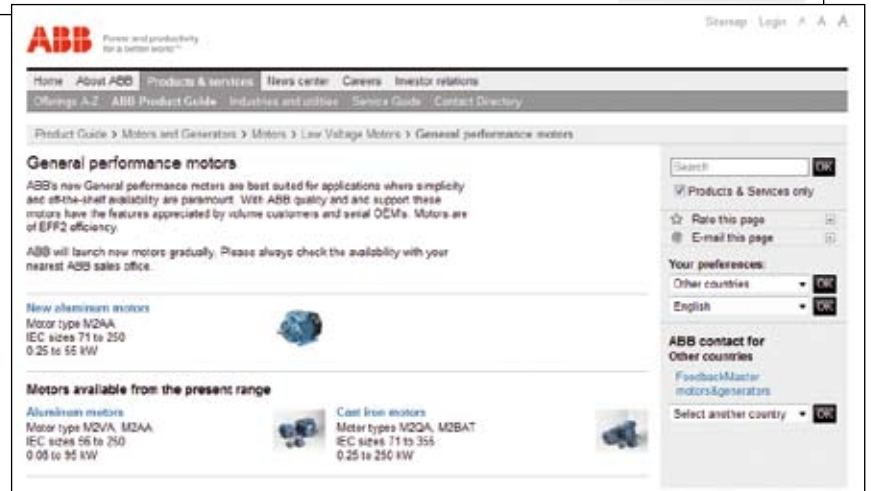 Sitemap Login A A A
ABB Power and productivity
for a better world™
Home About ABB Products & services News center Careers Investor relations
Offerings A-Z ABB Product Guide Industries and utilities Service Guide Contact Directory
Product Guide > Motors and Generators > Motors > Low Voltage Motors > General performance motors
General performance motors
ABB's new General performance motors are best suited for applications where simplicity
and off-the-shelf availability are paramount. With ABB quality and and support these
motors have the features appreciated by volume customers and serial OEMs. Motors are
of EFF2 efficiency.
ABB will launch new motors gradually. Please always check the availability with your
nearest ABB sales office.
New aluminum motors
Motor type M2AA
IEC sizes 71 to 250
0.25 to 55 kW
Motors available from the present range
Aluminum motors
Motor type M2VA, M2AA
IEC sizes 56 to 250
0.06 to 95 kW
Cast iron motors
Motor types M2QA, M2BAT
IEC sizes 71 to 355
0.25 to 250 kW
Search OK
Products & Services only
Rate this page
E-mail this page
Your preferences:
Other countries OK
English OK
ABB contact for
Other countries
FeedbackMaster
motors&generators
Select another country OK